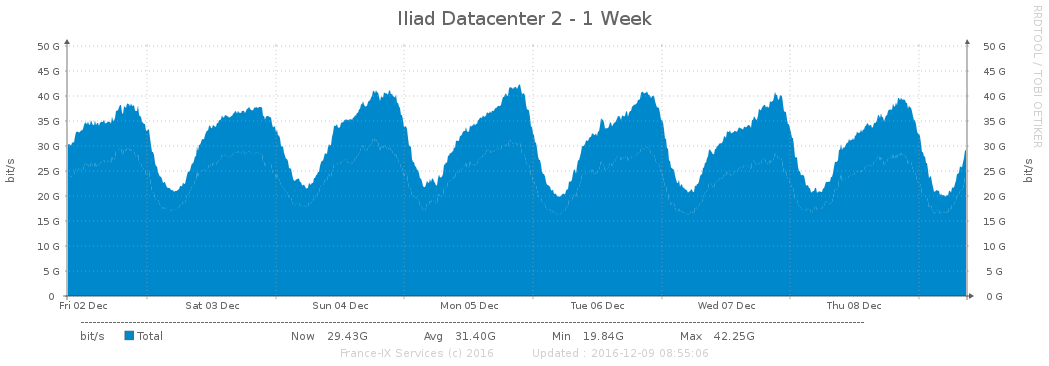 Iliad Datacenter 2 - 1 Week
RRDTOOL / TOBI OETIKER
50 G 50 G
45 G 45 G
40 G 40 G
35 G 35 G
30 G 30 G
25 G 25 G
20 G 20 G
15 G 15 G
10 G 10 G
5 G 5 G
0 0 G
bit/s bit/s
Fri 02 Dec Sat 03 Dec Sun 04 Dec Mon 05 Dec Tue 06 Dec Wed 07 Dec Thu 08 Dec
bit/s Total Now 29.43G Avg 31.40G Min 19.84G Max 42.25G
France-IX Services (c) 2016 Updated : 2016-12-09 08:55:06